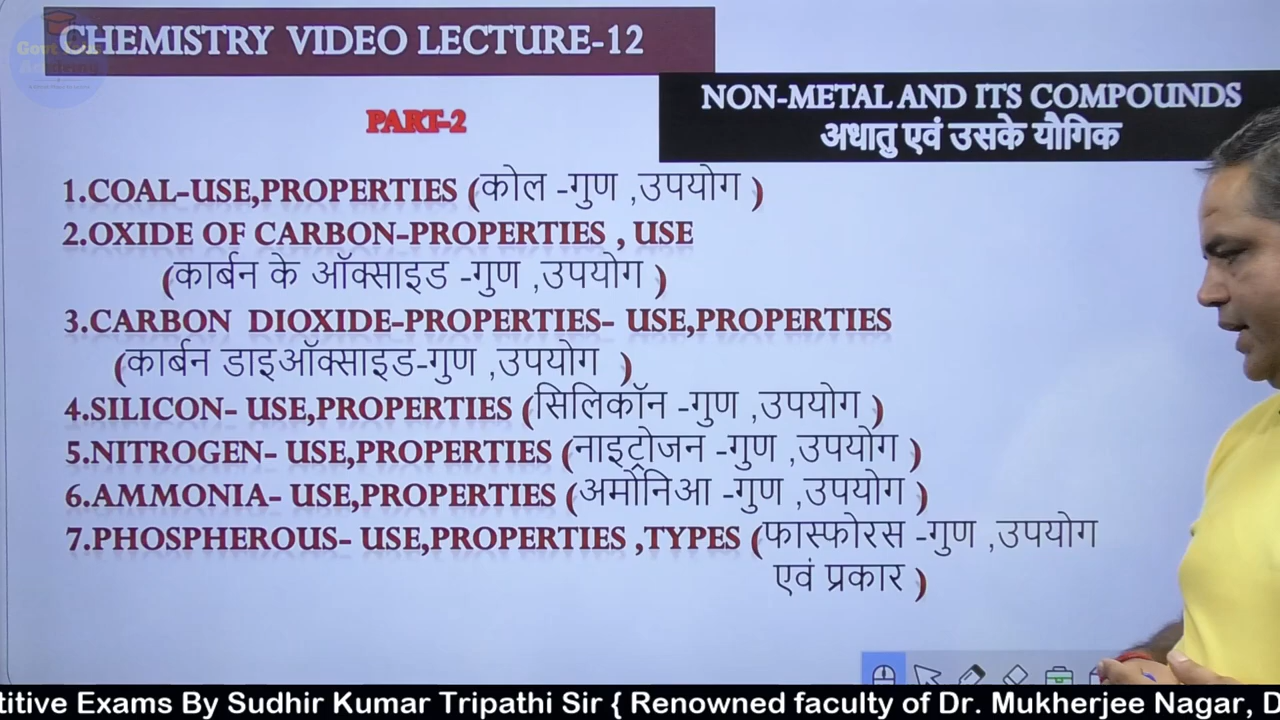 CHEMISTRY VIDEO LECTURE-12
NON-METAL AND ITS COMPOUNDS
अधातु एवं उसके यौगिक
PART-2
1.COAL-USE,PROPERTIES (कोल -गुण ,उपयोग )
2.OXIDE OF CARBON-PROPERTIES , USE
(कार्बन के ऑक्साइड -गुण ,उपयोग )
3.CARBON DIOXIDE-PROPERTIES- USE,PROPERTIES
(कार्बन डाइऑक्साइड-गुण ,उपयोग )
4.SILICON- USE,PROPERTIES (सिलिकॉन -गुण ,उपयोग )
5.NITROGEN- USE,PROPERTIES (नाइट्रोजन -गुण ,उपयोग )
6.AMMONIA- USE,PROPERTIES (अमोनिआ -गुण ,उपयोग )
7.PHOSPHEROUS- USE,PROPERTIES ,TYPES (फास्फोरस -गुण ,उपयोग
एवं प्रकार )
titive Exams By Sudhir Kumar Tripathi Sir { Renowned faculty of Dr. Mukherjee Nagar, D